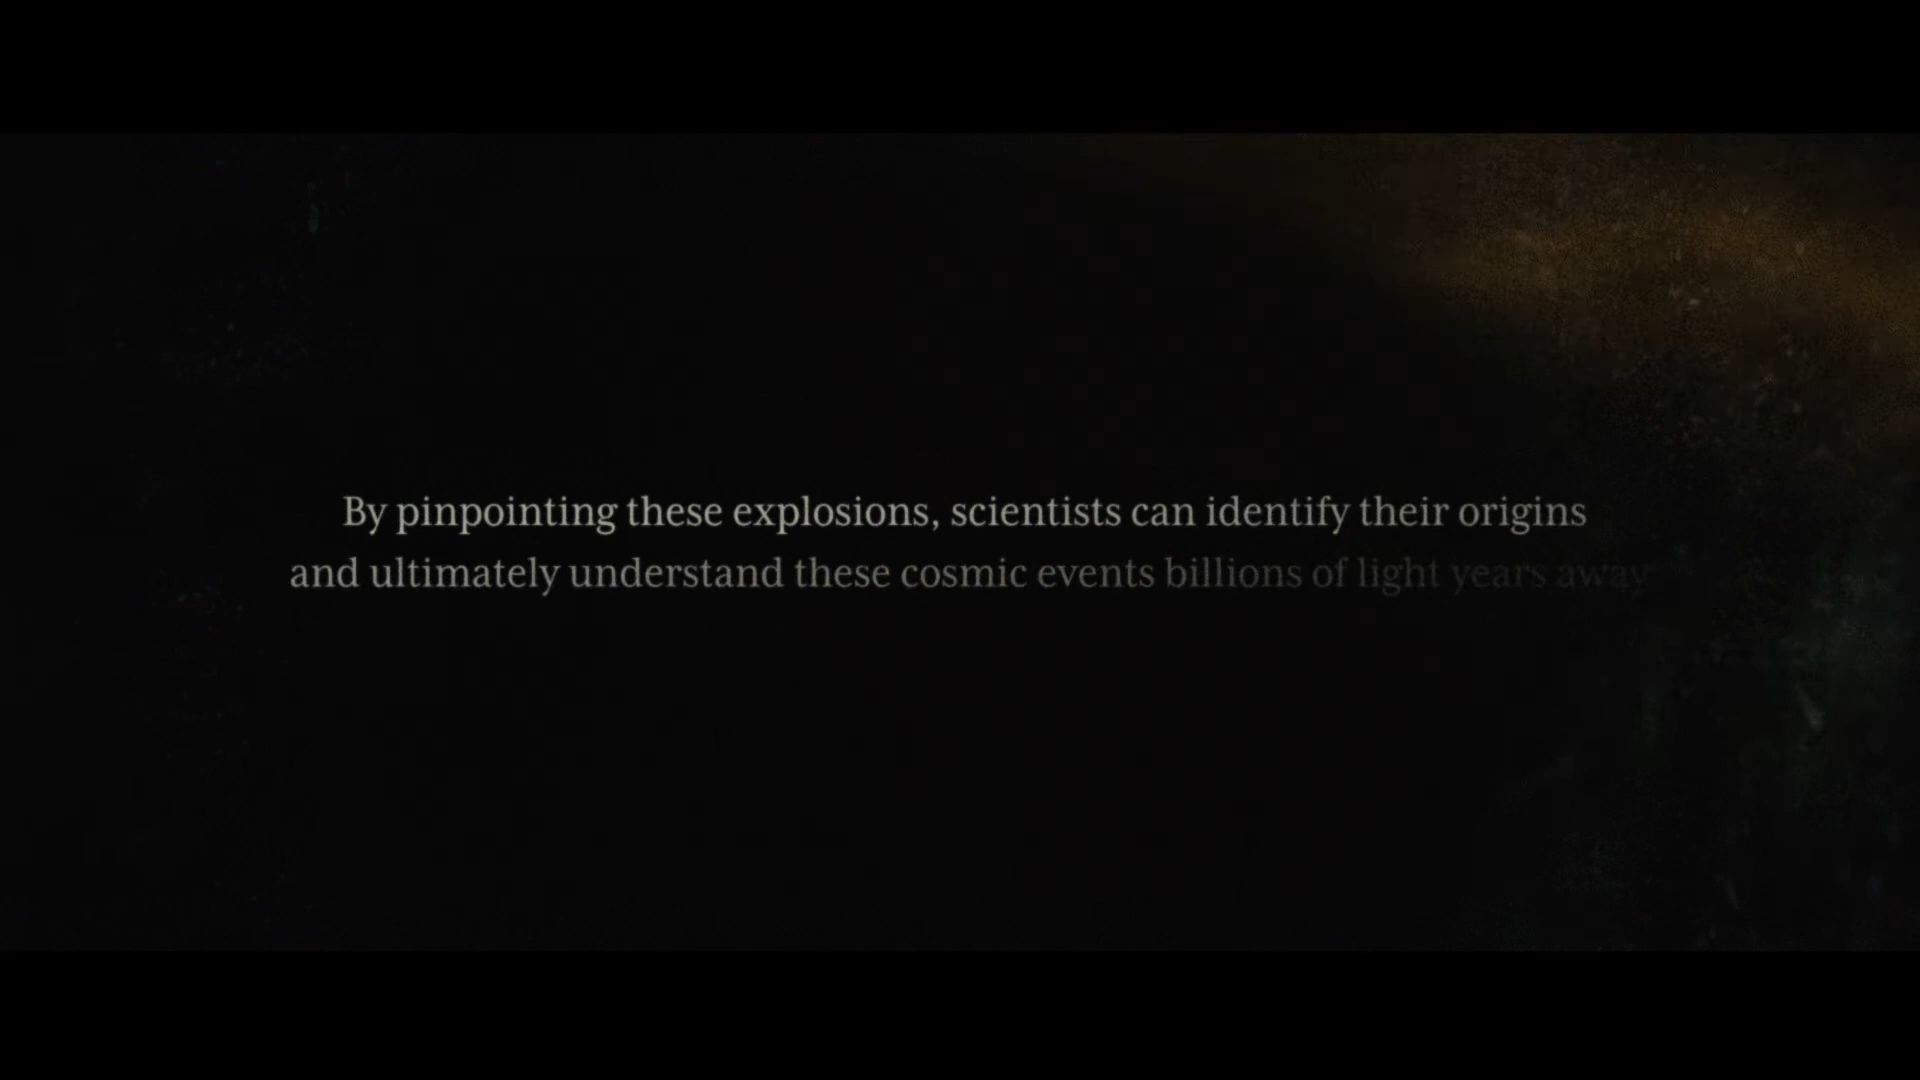 By pinpointing these explosions, scientists can identify their origins
and ultimately understand these cosmic events billions of light years away